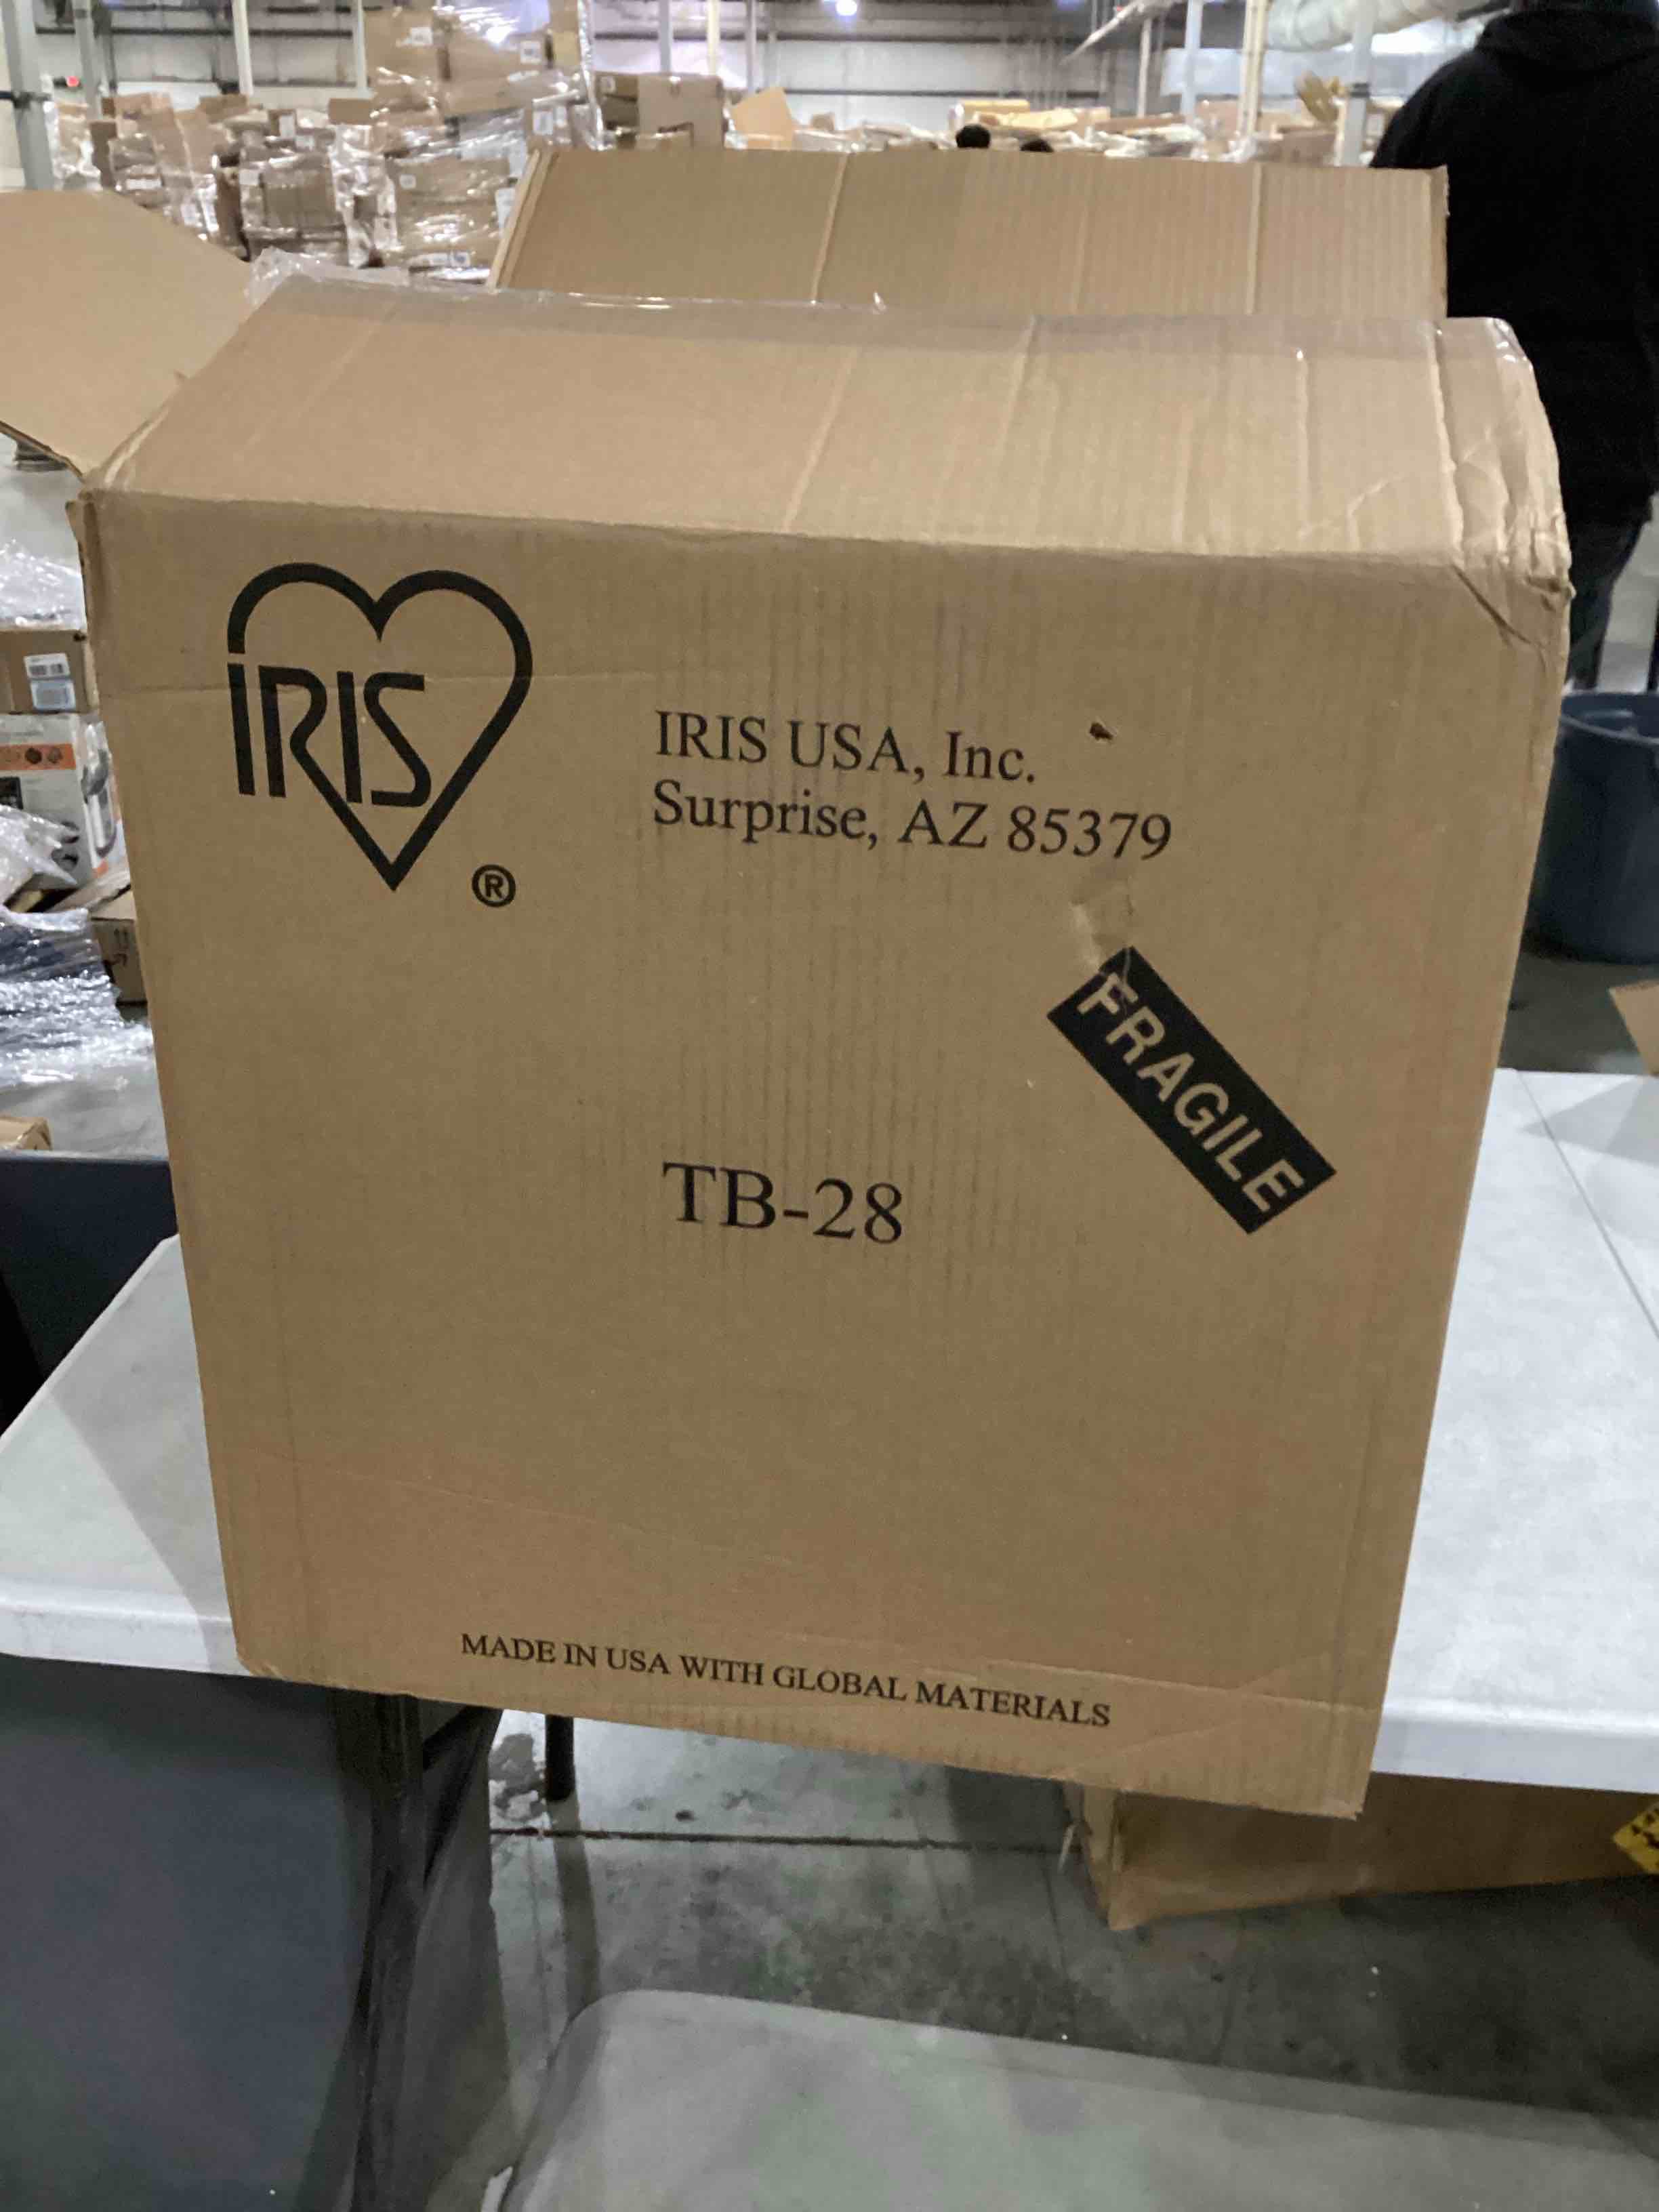 IRIS
®
IRIS USA, Inc.
Surprise, AZ 85379
FRAGILE
TB-28
MADE IN USA WITH GLOBAL MATERIALS